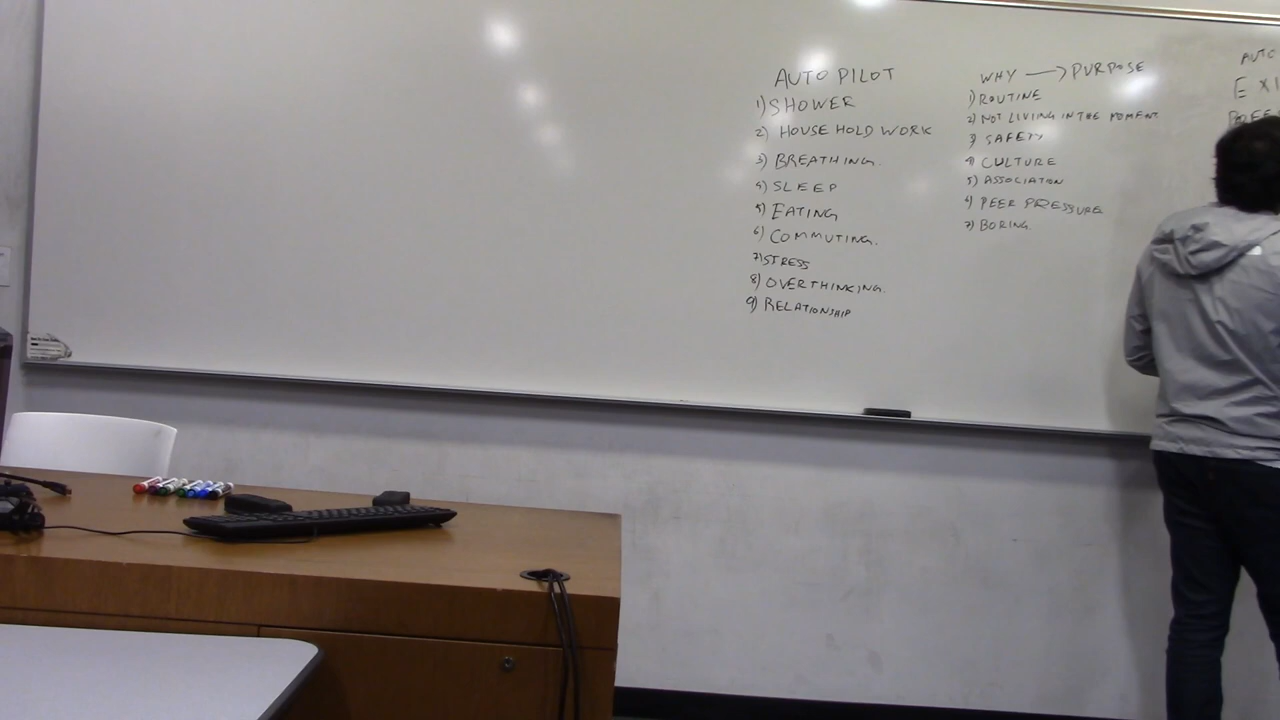 AUTO PILOT
1) SHOWER
2) HOUSE HOLD WORK
3) BREATHING.
4) SLEEP
5) EATING
6) COMMUTING.
7) STRESS
8) OVERTHINKING.
9) RELATIONSHIP
WHY → PURPOSE
1) ROUTINE
2) NOT LIVING IN THE MOMENT
3) SAFETY
4) CULTURE
5) ASSOCIATION
6) PEER PRESSURE
7) BORING.
AUTO